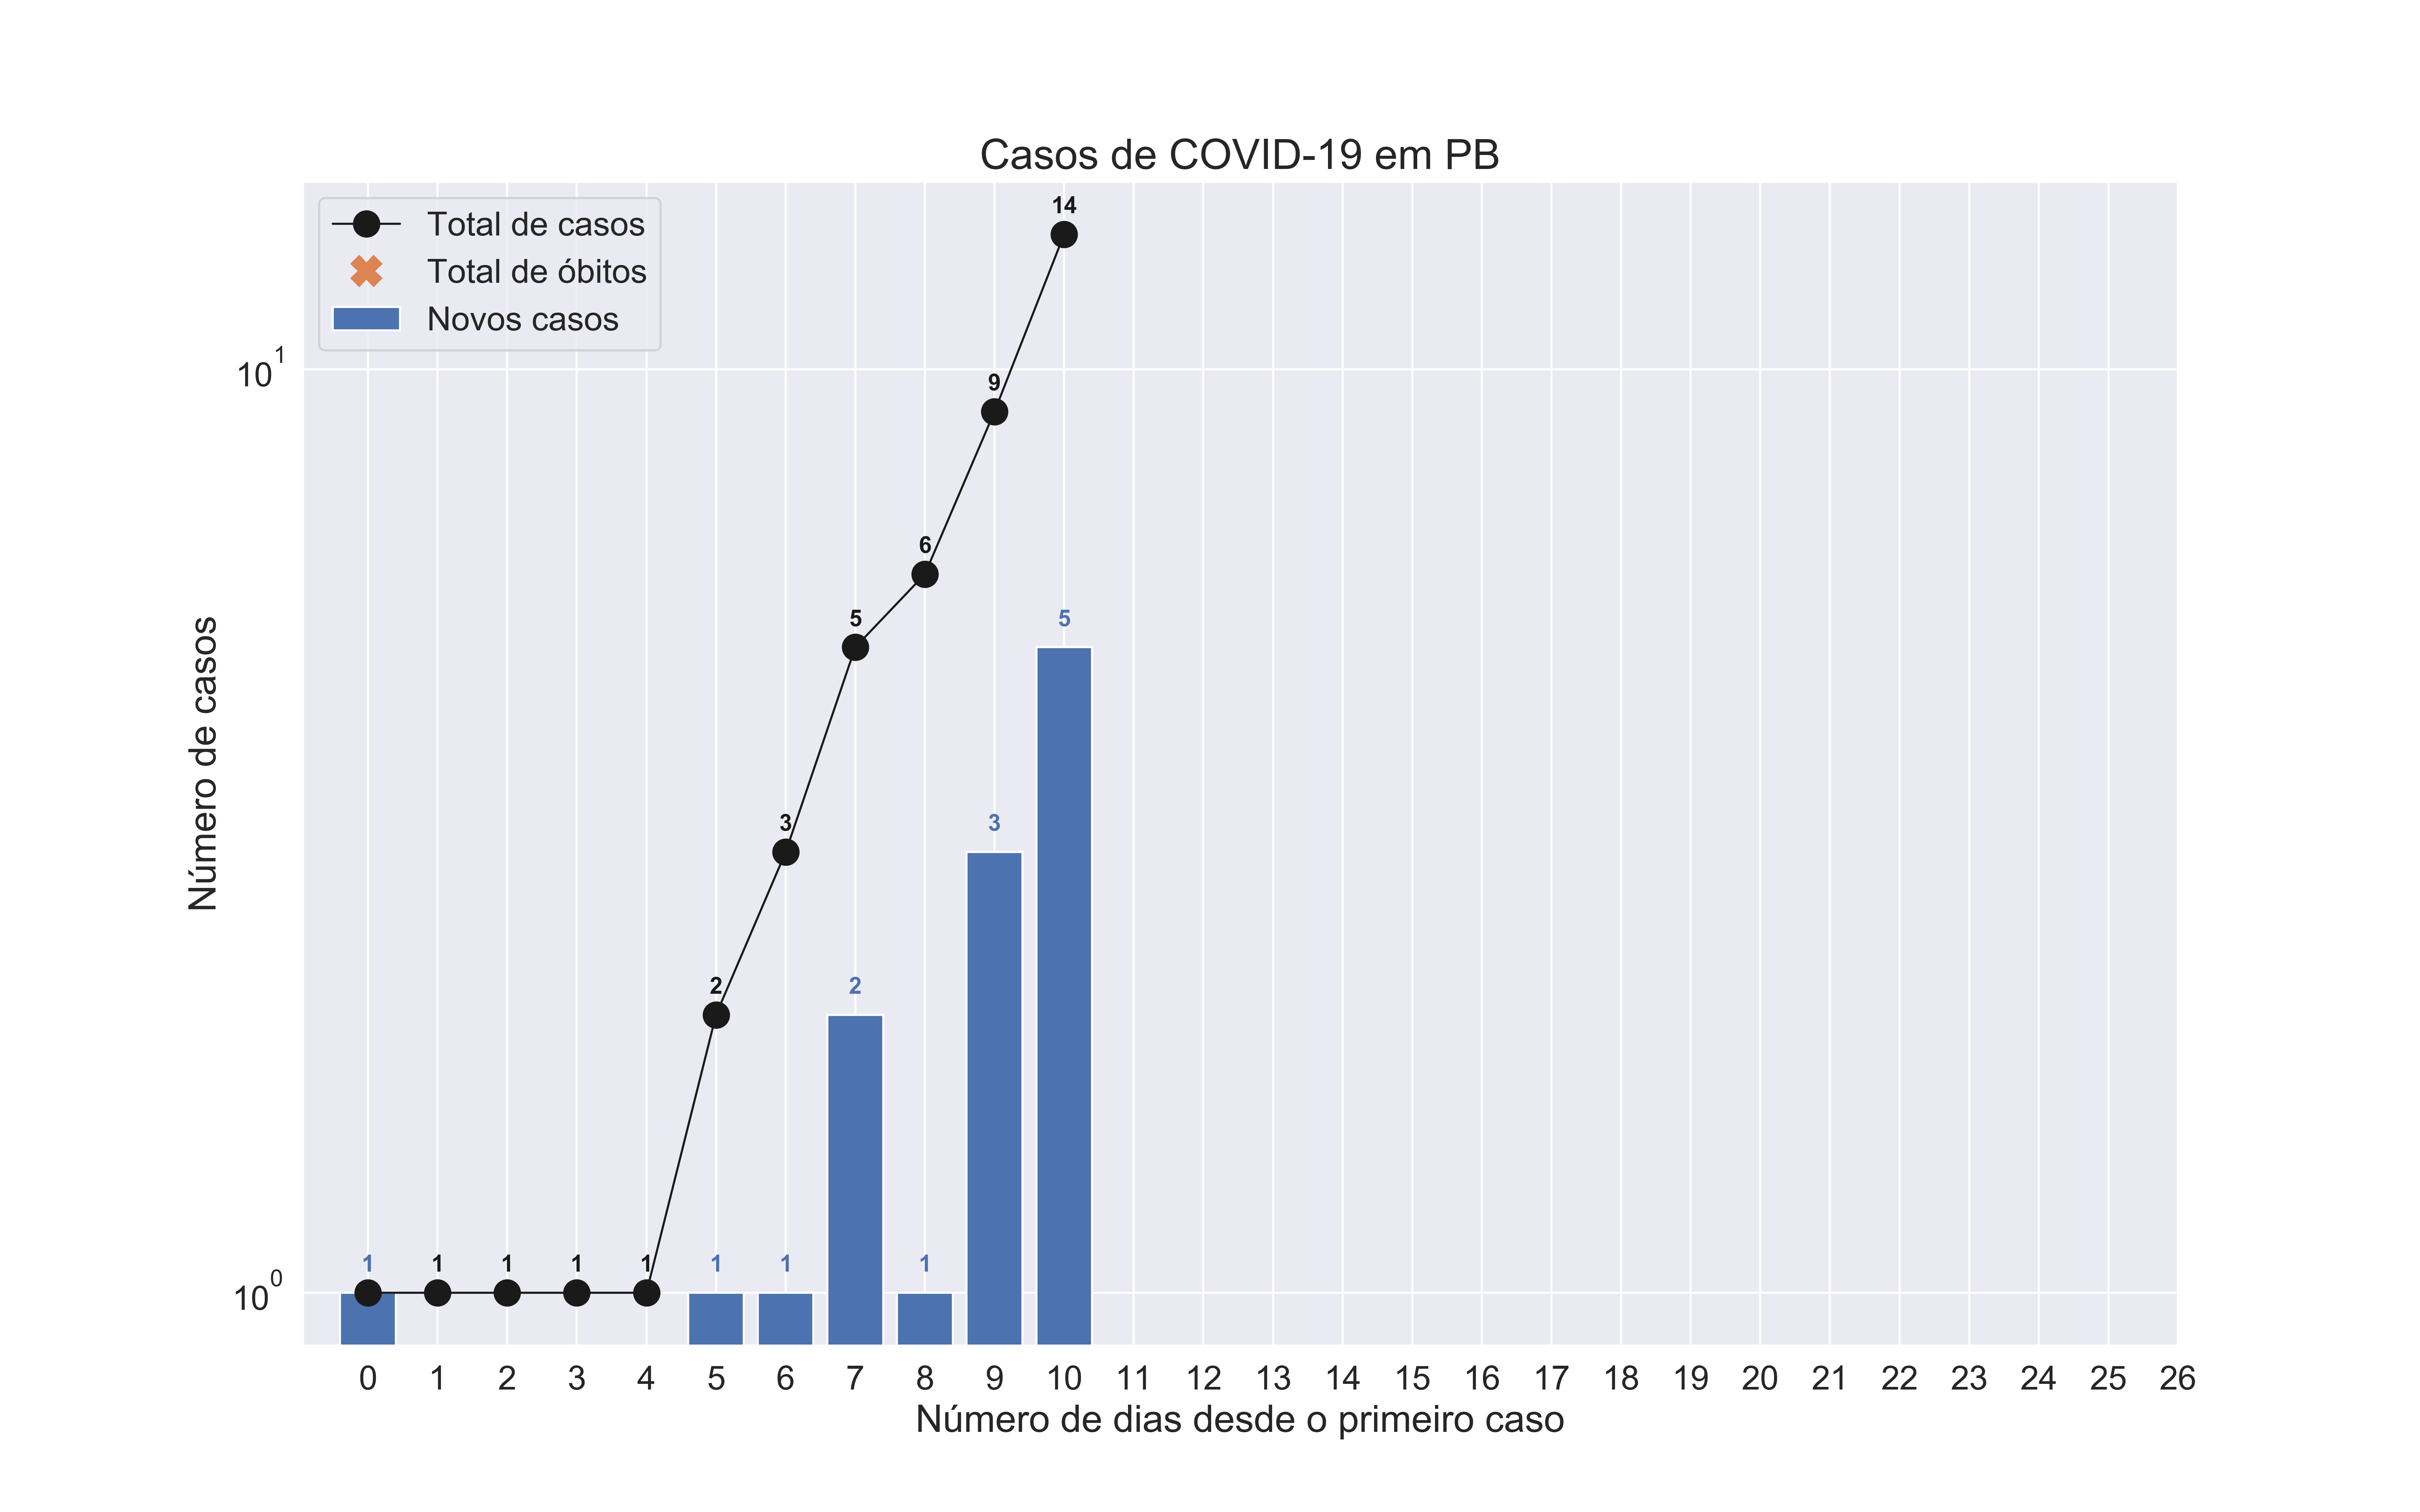 Casos de COVID-19 em PB
Total de casos
Total de óbitos
Novos casos
Número de casos
10^1
10^0
14
9
6
5
5
3
3
2
2
1
1
1
1
1
1
1
1
0 1 2 3 4 5 6 7 8 9 10 11 12 13 14 15 16 17 18 19 20 21 22 23 24 25 26
Número de dias desde o primeiro caso